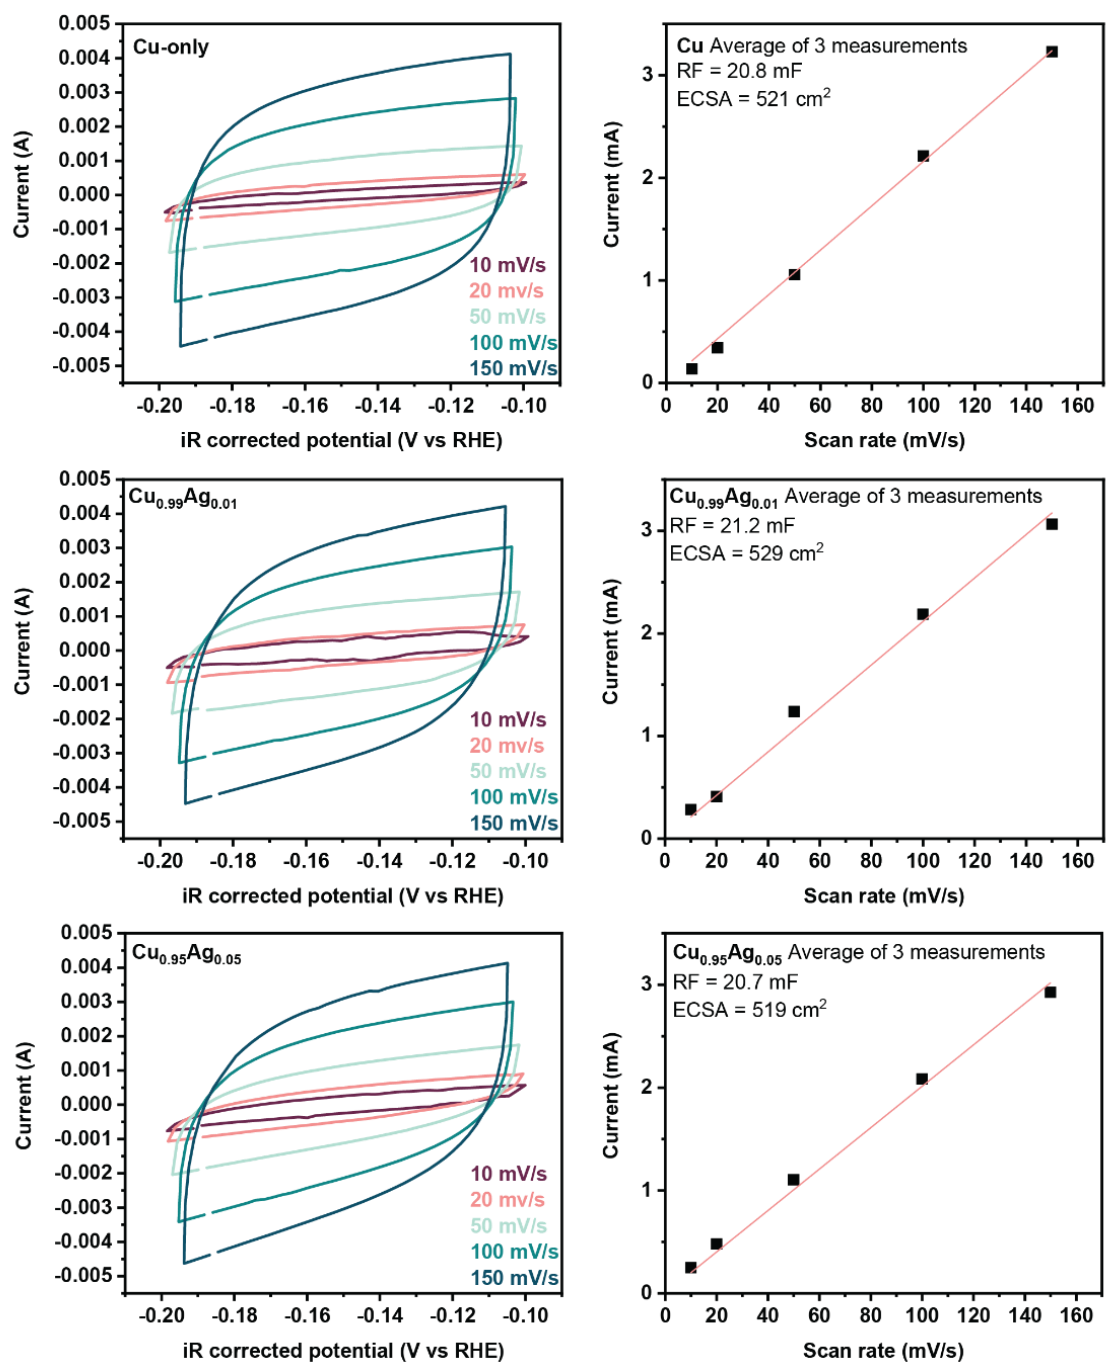 Cu-only
0.005
0.004
0.003
0.002
0.001
0.000
-0.001
-0.002
-0.003
-0.004
-0.005
Current (A)
10 mV/s
20 mv/s
50 mV/s
100 mV/s
150 mV/s
-0.20 -0.18 -0.16 -0.14 -0.12 -0.10
iR corrected potential (V vs RHE)
Cu Average of 3 measurements
RF = 20.8 mF
ECSA = 521 cm²
3
2
1
0
Current (mA)
0 20 40 60 80 100 120 140 160
Scan rate (mV/s)
Cu₀.₉₉Ag₀.₀₁
0.005
0.004
0.003
0.002
0.001
0.000
-0.001
-0.002
-0.003
-0.004
-0.005
Current (A)
10 mV/s
20 mv/s
50 mV/s
100 mV/s
150 mV/s
-0.20 -0.18 -0.16 -0.14 -0.12 -0.10
iR corrected potential (V vs RHE)
Cu₀.₉₉Ag₀.₀₁ Average of 3 measurements
RF = 21.2 mF
ECSA = 529 cm²
3
2
1
0
Current (mA)
0 20 40 60 80 100 120 140 160
Scan rate (mV/s)
Cu₀.₉₅Ag₀.₀₅
0.005
0.004
0.003
0.002
0.001
0.000
-0.001
-0.002
-0.003
-0.004
-0.005
Current (A)
10 mV/s
20 mv/s
50 mV/s
100 mV/s
150 mV/s
-0.20 -0.18 -0.16 -0.14 -0.12 -0.10
iR corrected potential (V vs RHE)
Cu₀.₉₅Ag₀.₀₅ Average of 3 measurements
RF = 20.7 mF
ECSA = 519 cm²
3
2
1
0
Current (mA)
0 20 40 60 80 100 120 140 160
Scan rate (mV/s)